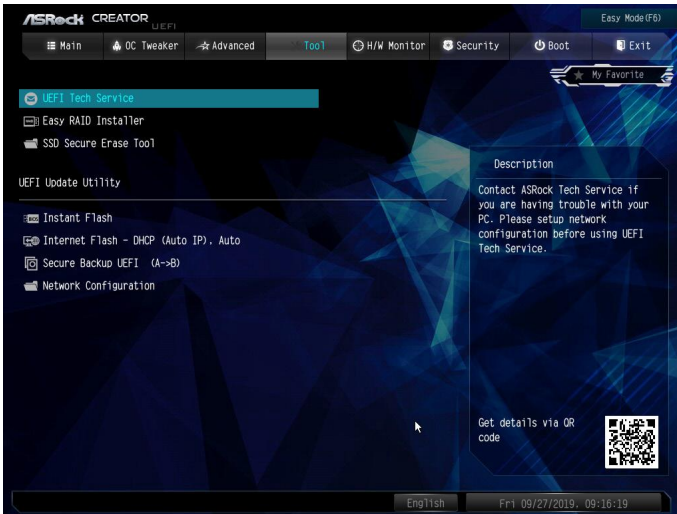 ASRock CREATOR UEFI
Easy Mode(F6)
Main
OC Tweaker
Advanced
Tool
H/W Monitor
Security
Boot
Exit
My Favorite
UEFI Tech Service
Easy RAID Installer
SSD Secure Erase Tool
UEFI Update Utility
Instant Flash
Internet Flash - DHCP (Auto IP), Auto
Secure Backup UEFI (A->B)
Network Configuration
Description
Contact ASRock Tech Service if
you are having trouble with your
PC. Please setup network
configuration before using UEFI
Tech Service.
Get details via QR
code
English
Fri 09/27/2019, 09:16:19